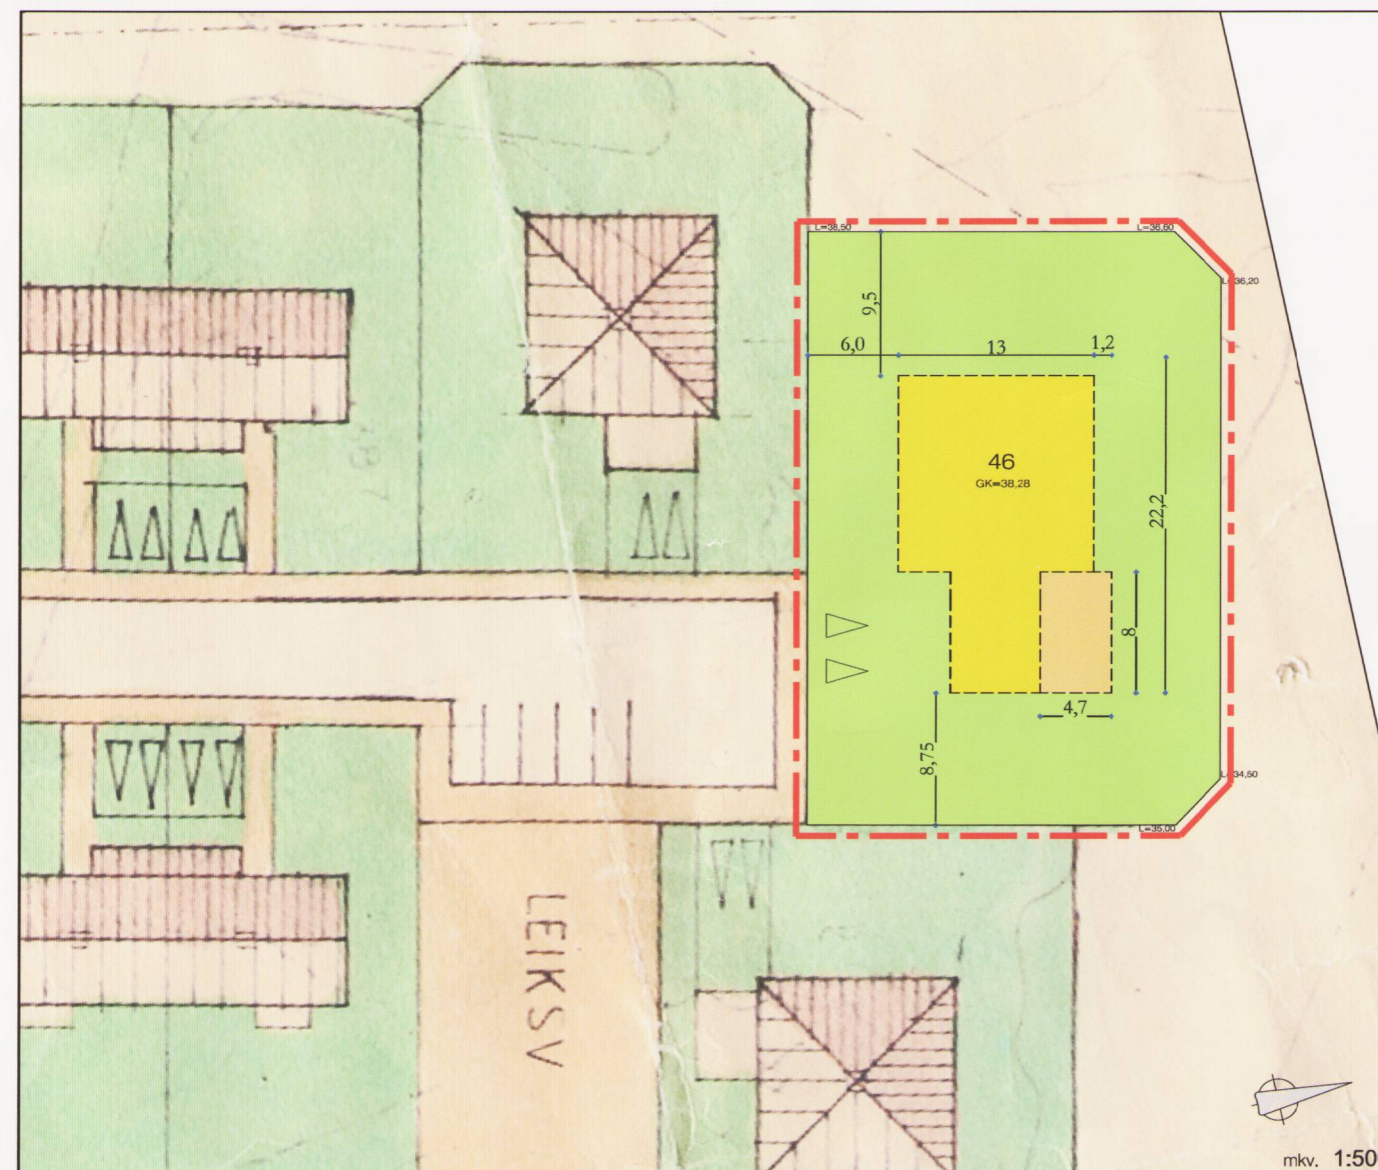 L=38,50
L=36,60
L=36,20
9,5
6,0
13
1,2
46
GK=38,28
22,2
8
4,7
8,75
L=34,50
L=35,00
LEIKSV
mkv. 1:50